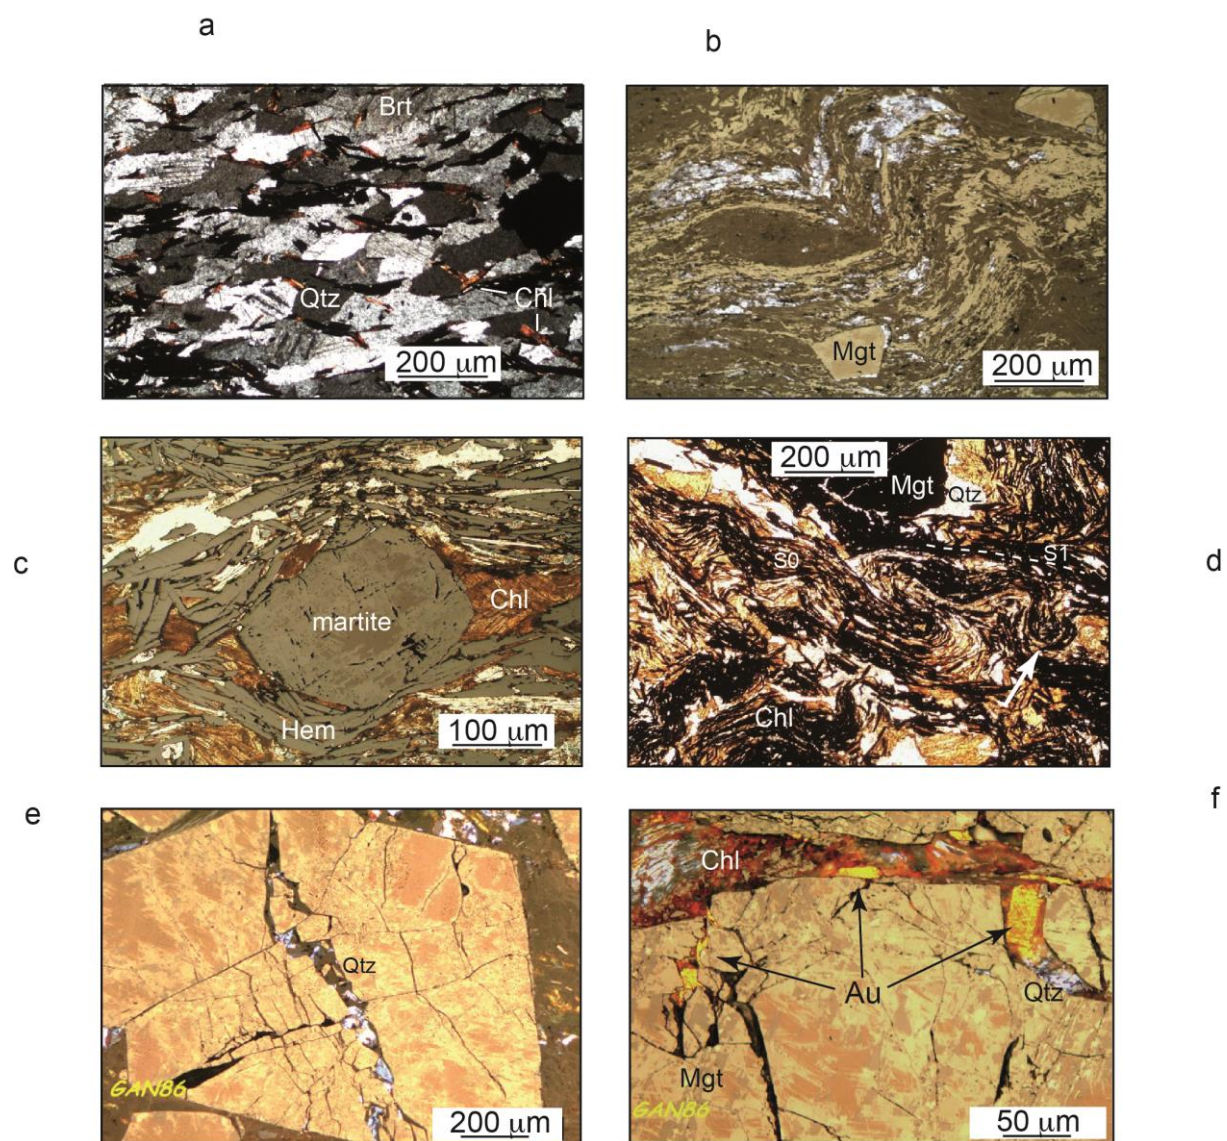 a
b
Brt
Qtz
Chl
200 μm
Mgt
200 μm
c
martite
Chl
Hem
100 μm
200 μm
Mgt
Qtz
S0
S1
Chl
d
e
Qtz
GAN86
200 μm
f
Chl
Au
Qtz
Mgt
GAN86
50 μm